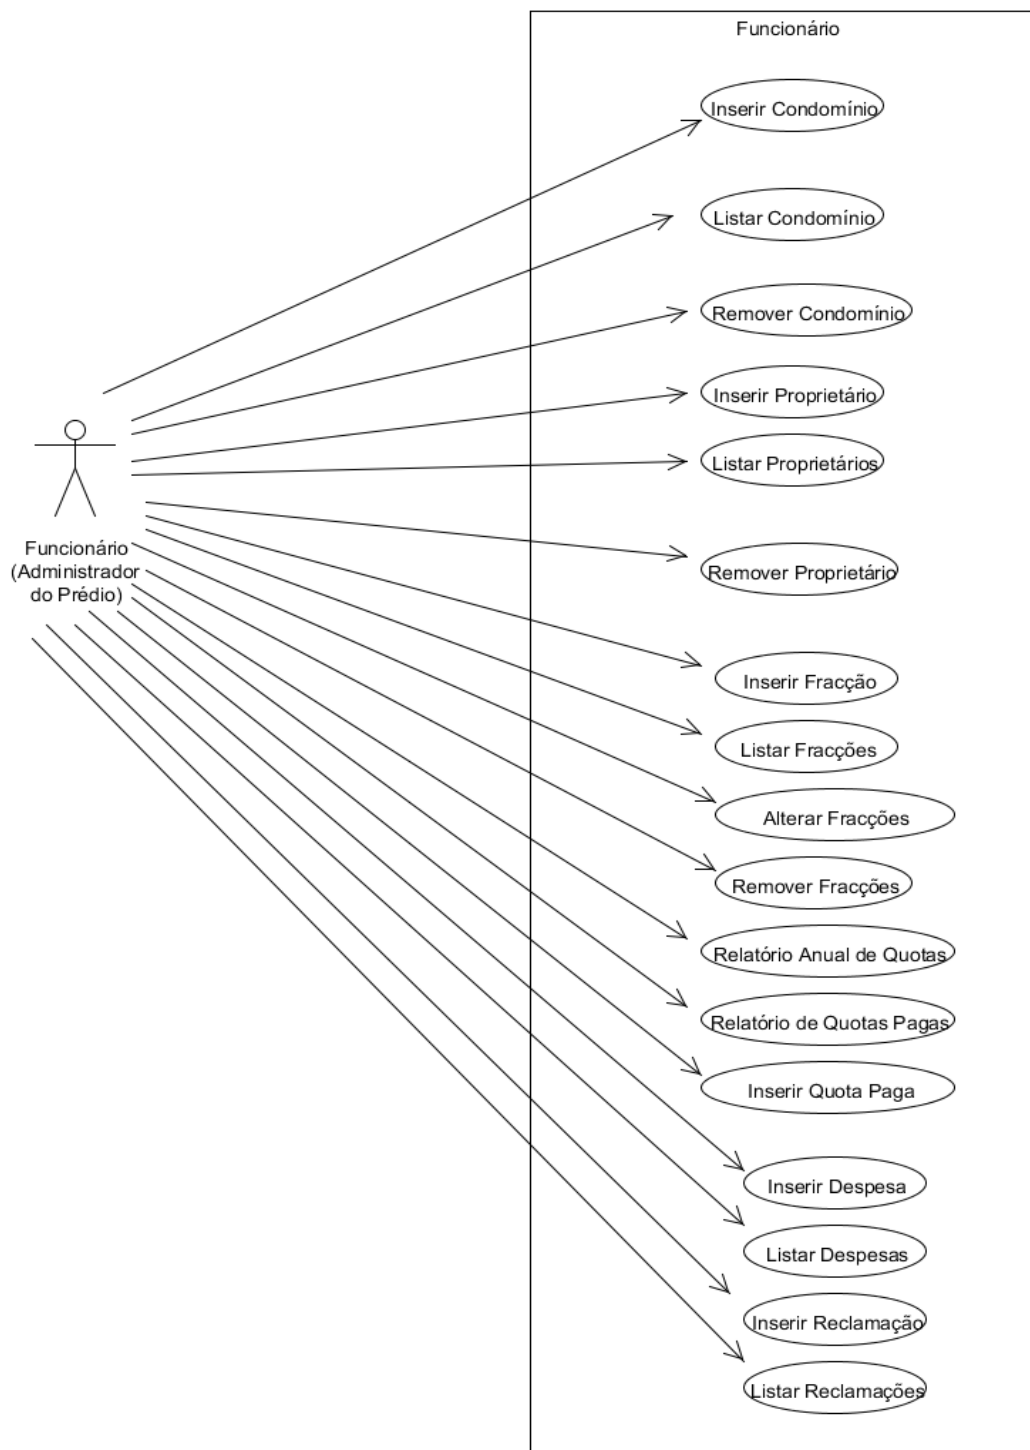 Funcionário
Inserir Condomínio
Listar Condomínio
Remover Condomínio
Inserir Proprietário
Listar Proprietários
Funcionário
(Administrador
do Prédio)
Remover Proprietário
Inserir Fracção
Listar Fracções
Alterar Fracções
Remover Fracções
Relatório Anual de Quotas
Relatório de Quotas Pagas
Inserir Quota Paga
Inserir Despesa
Listar Despesas
Inserir Reclamação
Listar Reclamações